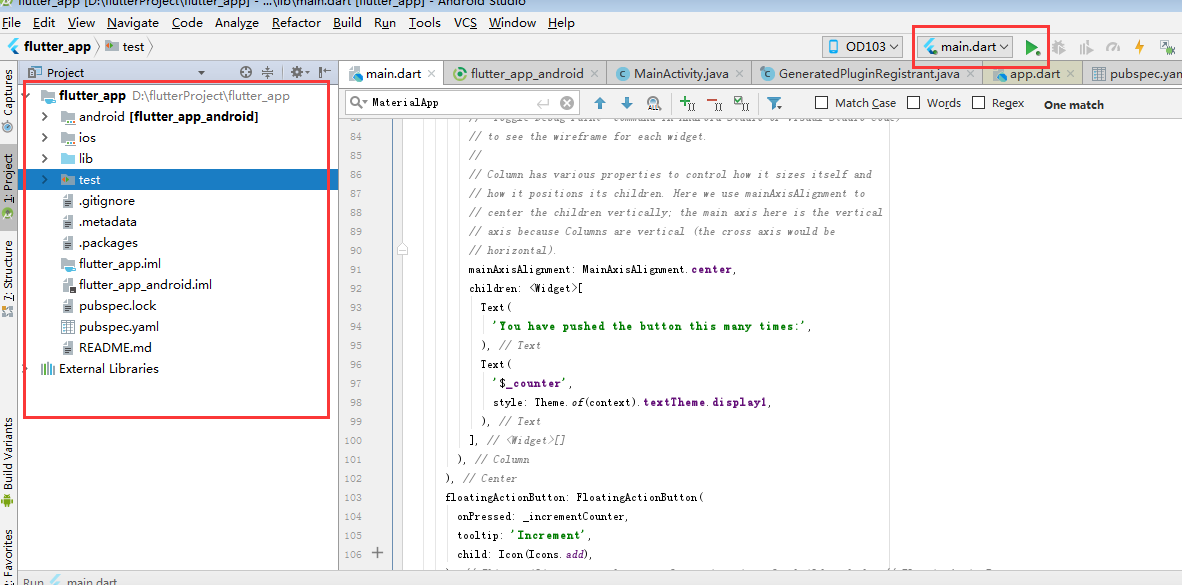 flutter_app [D:\flutterProject\flutter_app] - ...\lib\main.dart [flutter_app] - Android Studio
File Edit View Navigate Code Analyze Refactor Build Run Tools VCS Window Help
flutter_app test OD103 main.dart
Captures
1: Project
7: Structure
Build Variants
2: Favorites
Project
flutter_app D:\flutterProject\flutter_app
android [flutter_app_android]
ios
lib
test
.gitignore
.metadata
.packages
flutter_app.iml
flutter_app_android.iml
pubspec.lock
pubspec.yaml
README.md
External Libraries
main.dart flutter_app_android MainActivity.java GeneratedPluginRegistrant.java app.dart pubspec.yam
MaterialApp Match Case Words Regex One match
83 // "Toggle Debug Paint" command in Android Studio or Visual Studio Code)
84 // to see the wireframe for each widget.
85 //
86 // Column has various properties to control how it sizes itself and
87 // how it positions its children. Here we use mainAxisAlignment to
88 // center the children vertically; the main axis here is the vertical
89 // axis because Columns are vertical (the cross axis would be
90 // horizontal).
91 mainAxisAlignment: MainAxisAlignment.center,
92 children: <Widget>[
93 Text(
94 'You have pushed the button this many times:',
95 ), // Text
96 Text(
97 '$_counter',
98 style: Theme.of(context).textTheme.display1,
99 ), // Text
100 ], // <Widget>[]
101 ), // Column
102 ), // Center
103 floatingActionButton: FloatingActionButton(
104 onPressed: _incrementCounter,
105 tooltip: 'Increment',
106 child: Icon(Icons.add),
Run main.dart